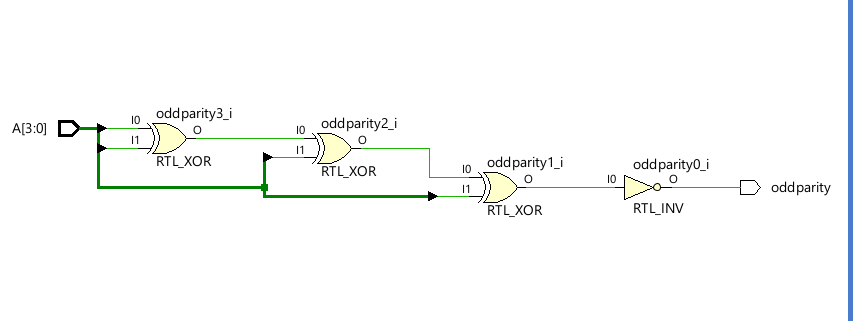 A[3:0]
I0
I1
oddparity3_i
O
RTL_XOR
I0
I1
oddparity2_i
O
RTL_XOR
I0
I1
oddparity1_i
O
RTL_XOR
I0
oddparity0_i
O
RTL_INV
oddparity